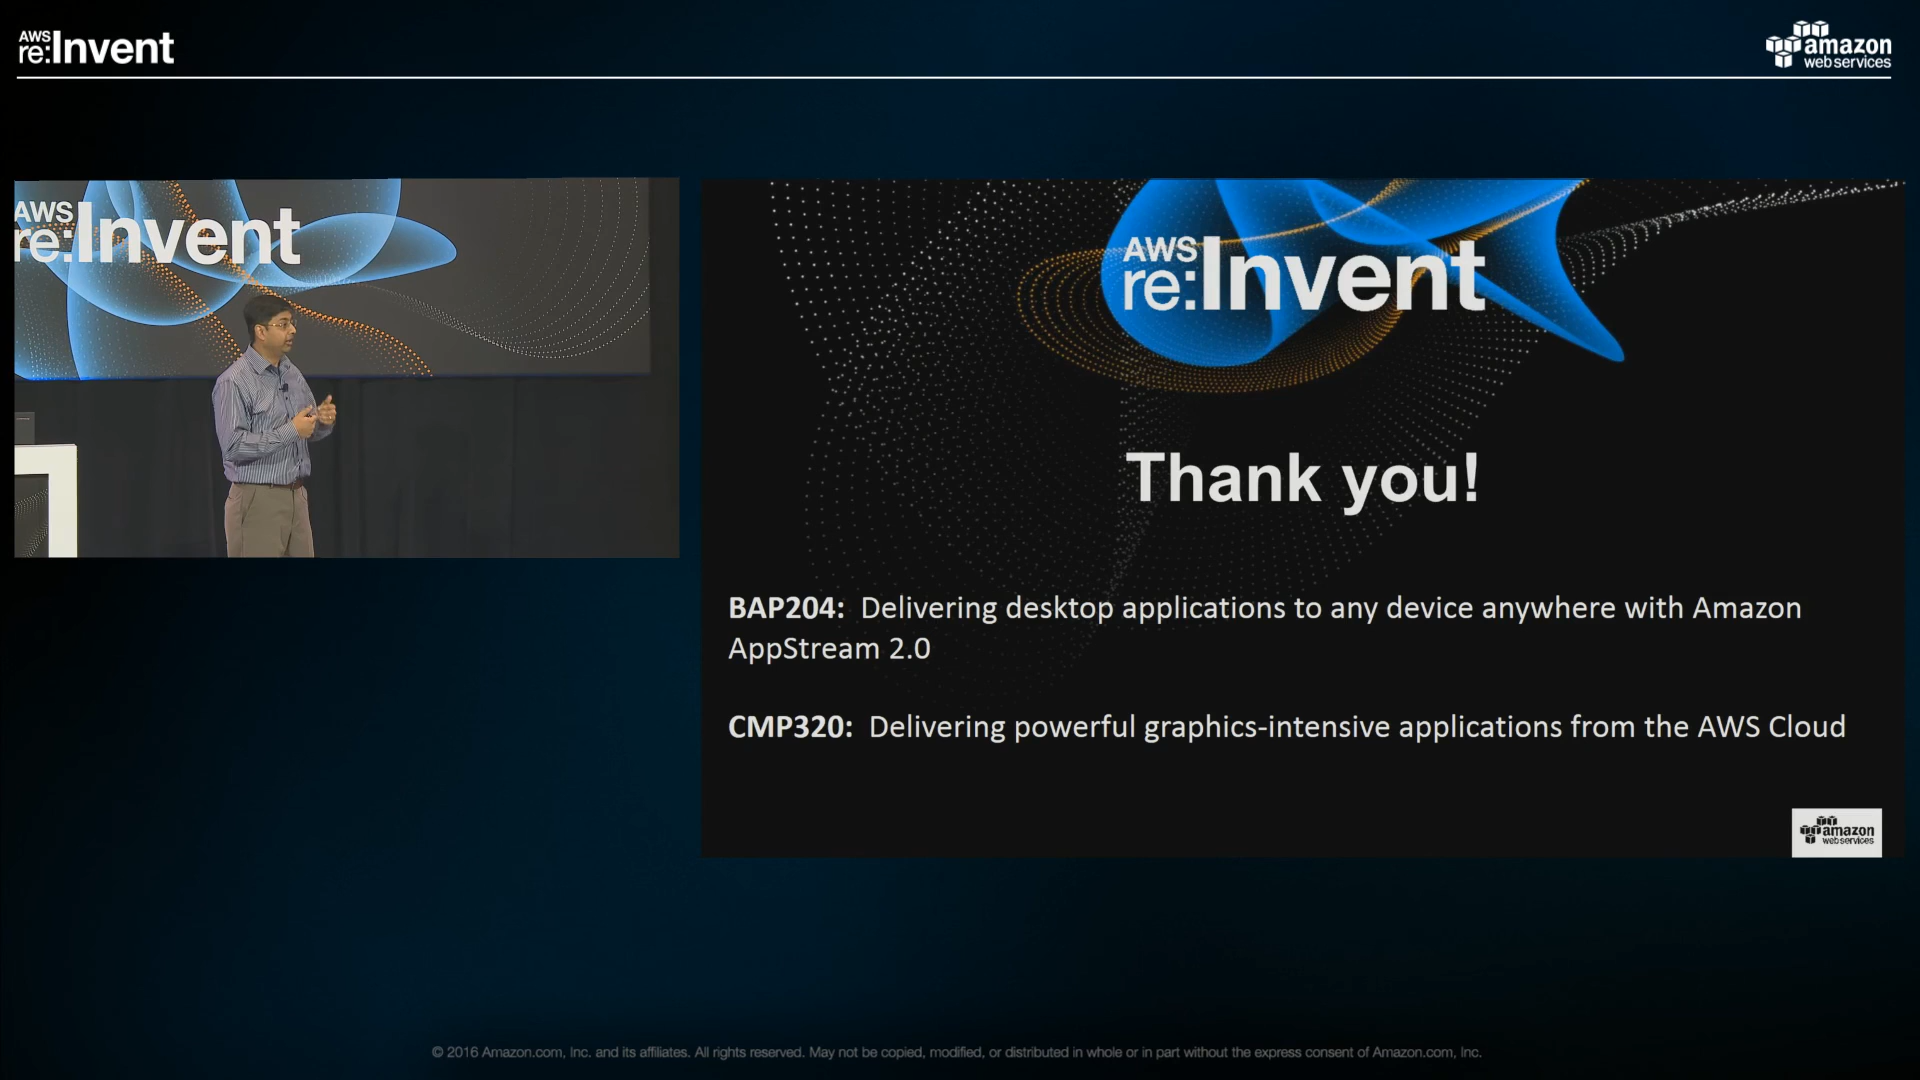 AWS
re:Invent
amazon
web services
AWS
re:Invent
AWS
re:Invent
Thank you!
BAP204: Delivering desktop applications to any device anywhere with Amazon
AppStream 2.0
CMP320: Delivering powerful graphics-intensive applications from the AWS Cloud
amazon
web services
© 2016 Amazon.com, Inc. and its affiliates. All rights reserved. May not be copied, modified, or distributed in whole or in part without the express consent of Amazon.com, Inc.